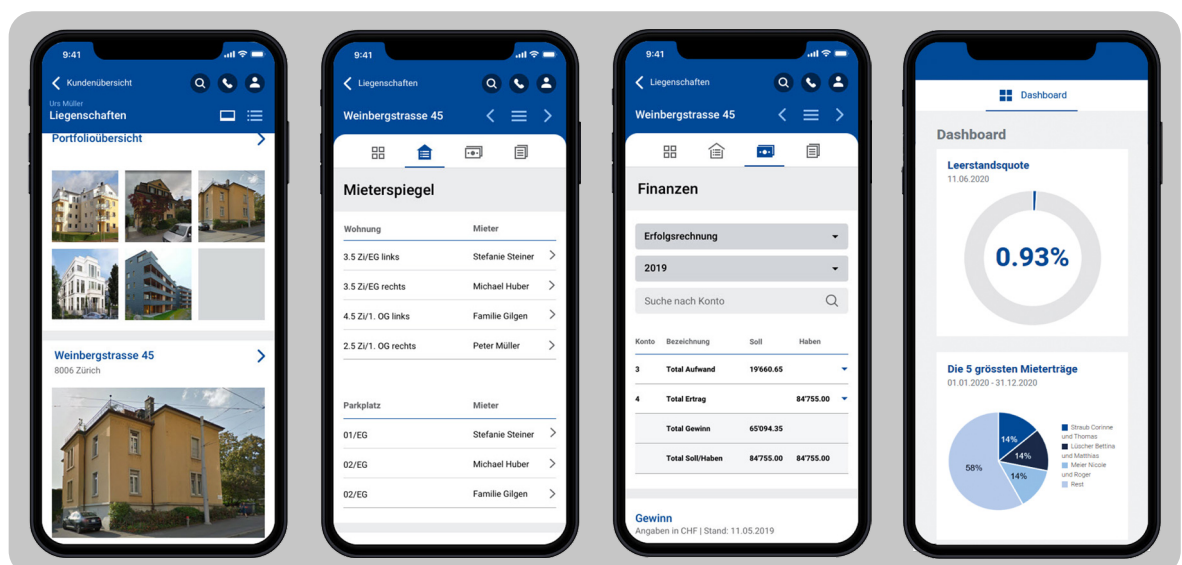 9:41
Kundenübersicht
Urs Müller
Liegenschaften
Portfolioübersicht
Weinbergstrasse 45
8006 Zürich
9:41
Liegenschaften
Weinbergstrasse 45
Mieterspiegel
Wohnung Mieter
3.5 Zi/EG links Stefanie Steiner
3.5 Zi/EG rechts Michael Huber
4.5 Zi/1. OG links Familie Gilgen
2.5 Zi/1. OG rechts Peter Müller
Parkplatz Mieter
01/EG Stefanie Steiner
02/EG Michael Huber
02/EG Familie Gilgen
9:41
Liegenschaften
Weinbergstrasse 45
Finanzen
Erfolgsrechnung
2019
Suche nach Konto
Konto Bezeichnung Soll Haben
3 Total Aufwand 19'660.65
4 Total Ertrag 84'755.00
Total Gewinn 65'094.35
Total Soll/Haben 84'755.00 84'755.00
Gewinn
Angaben in CHF | Stand: 11.05.2019
Dashboard
Dashboard
Leerstandsquote
11.06.2020
0.93%
Die 5 grössten Mieterträge
01.01.2020 - 31.12.2020
14%
14%
14%
58%
Straub Corinne
und Thomas
Lüscher Bettina
und Matthias
Meier Nicole
und Roger
Rest